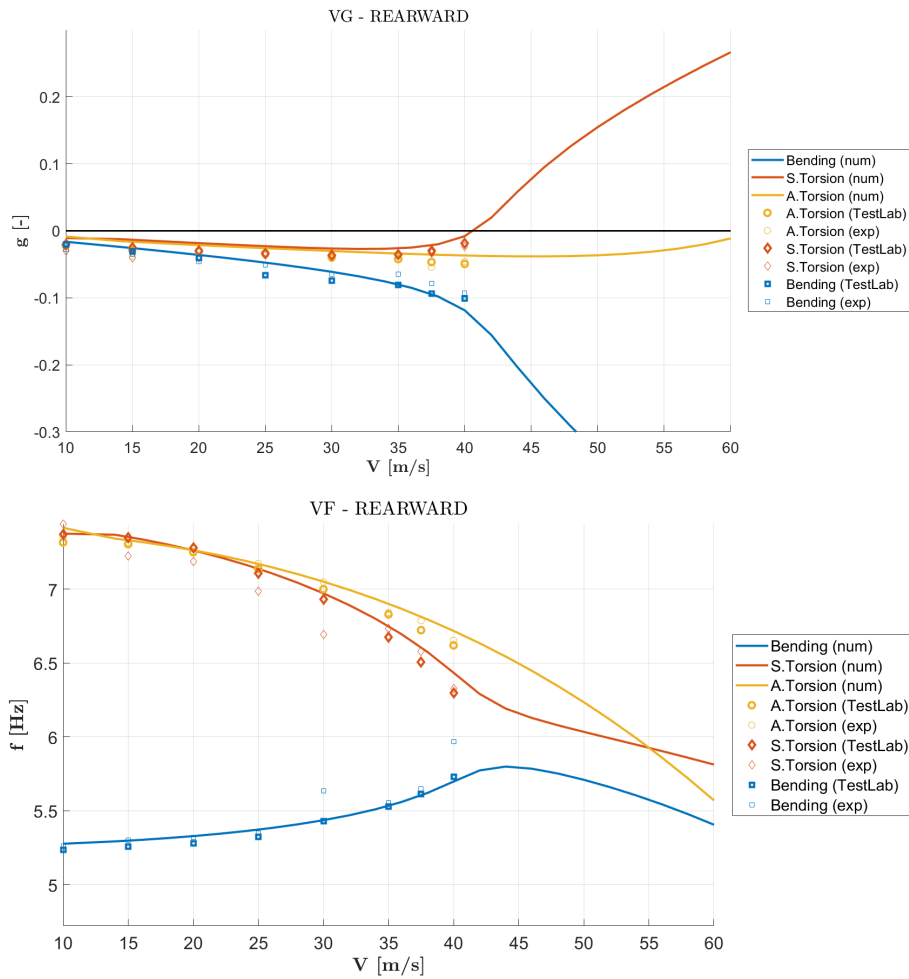 VG - REARWARD
0.2
0.1
0
-0.1
-0.2
-0.3
g [-]
10 15 20 25 30 35 40 45 50 55 60
V [m/s]
Bending (num)
S.Torsion (num)
A.Torsion (num)
A.Torsion (TestLab)
A.Torsion (exp)
S.Torsion (TestLab)
S.Torsion (exp)
Bending (TestLab)
Bending (exp)
VF - REARWARD
7
6.5
6
5.5
5
f [Hz]
10 15 20 25 30 35 40 45 50 55 60
V [m/s]
Bending (num)
S.Torsion (num)
A.Torsion (num)
A.Torsion (TestLab)
A.Torsion (exp)
S.Torsion (TestLab)
S.Torsion (exp)
Bending (TestLab)
Bending (exp)